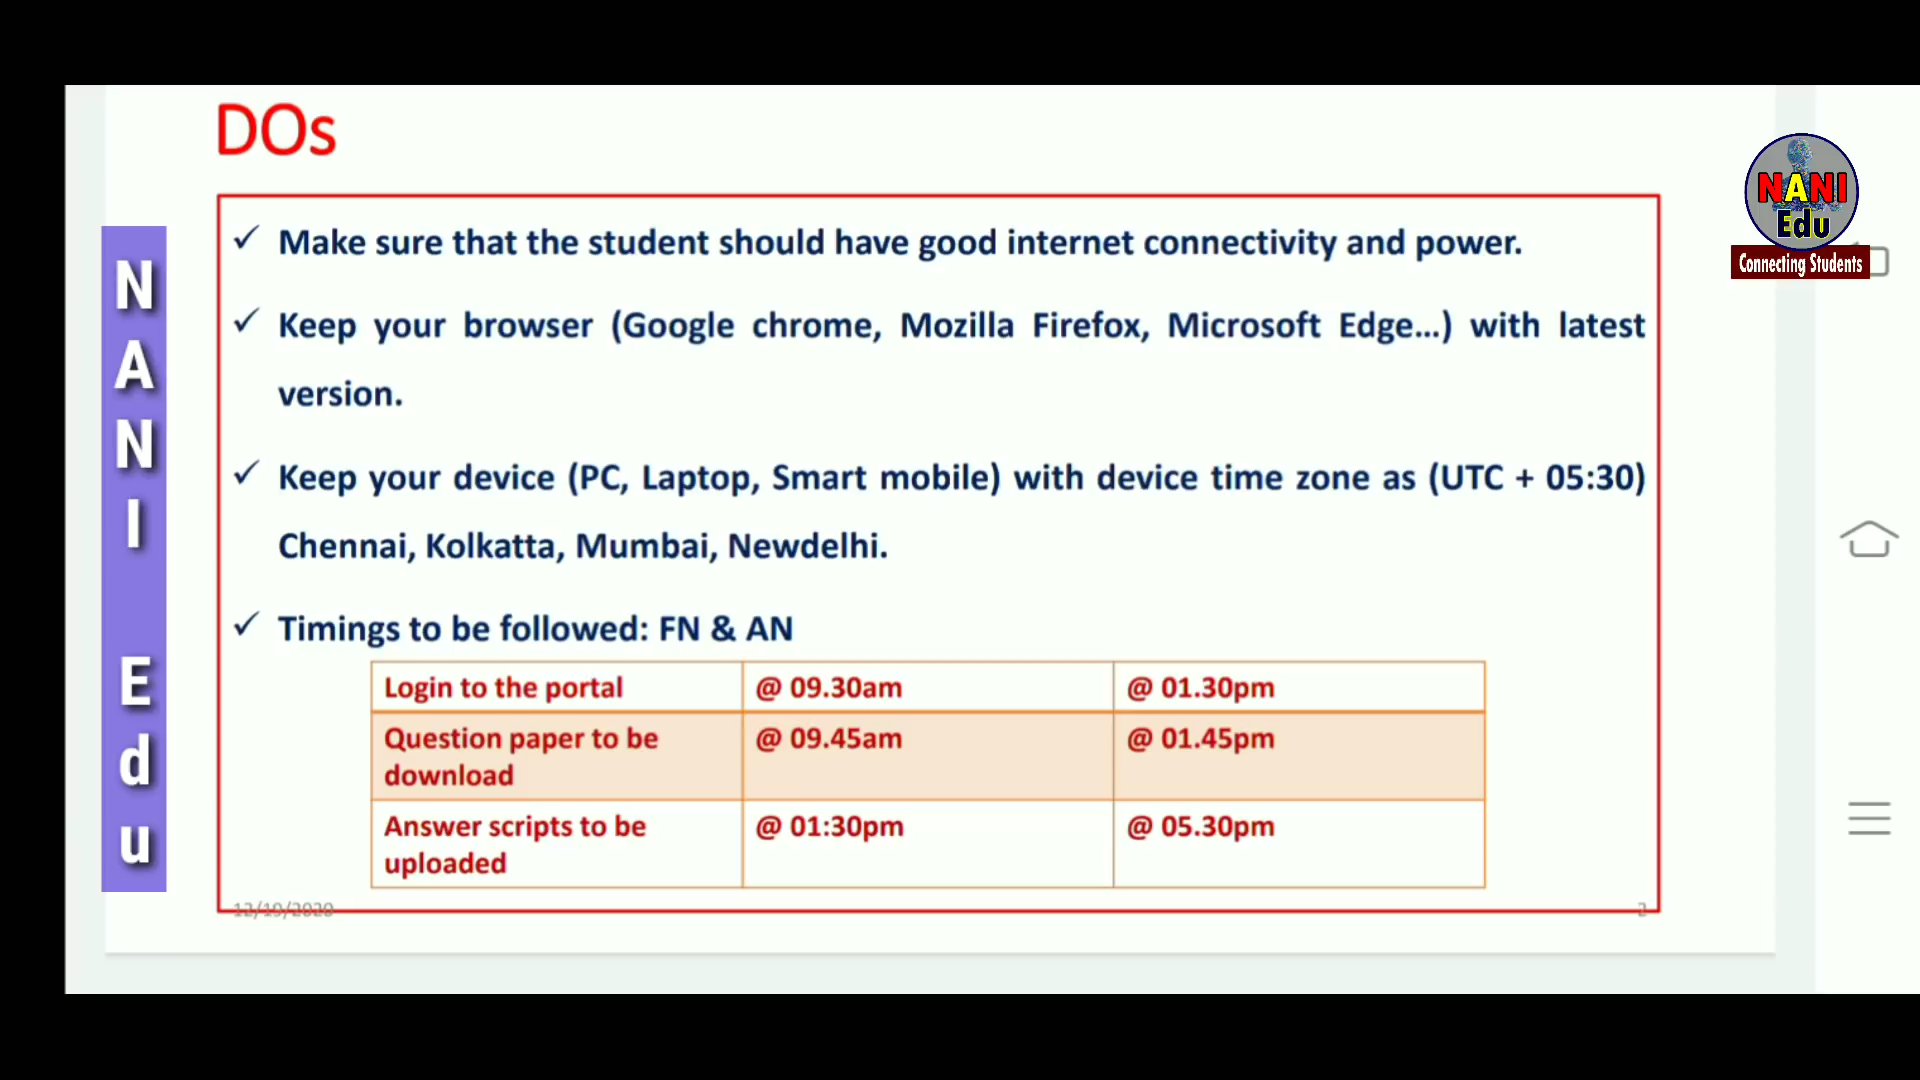 DOs
NANI
Edu
Connecting Students
✓ Make sure that the student should have good internet connectivity and power.
✓ Keep your browser (Google chrome, Mozilla Firefox, Microsoft Edge...) with latest
version.
✓ Keep your device (PC, Laptop, Smart mobile) with device time zone as (UTC + 05:30)
Chennai, Kolkatta, Mumbai, Newdelhi.
✓ Timings to be followed: FN & AN
Login to the portal @ 09.30am @ 01.30pm
Question paper to be @ 09.45am @ 01.45pm
download
Answer scripts to be @ 01:30pm @ 05.30pm
uploaded
12/19/2020 2
NANI Edu